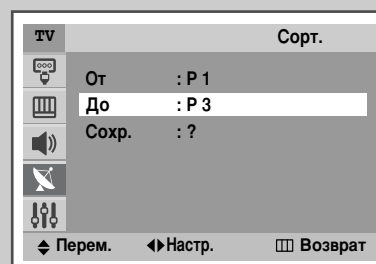 TV Сорт.
От : P 1
До : P 3
Сохр. : ?
Перем. Настр. Возврат